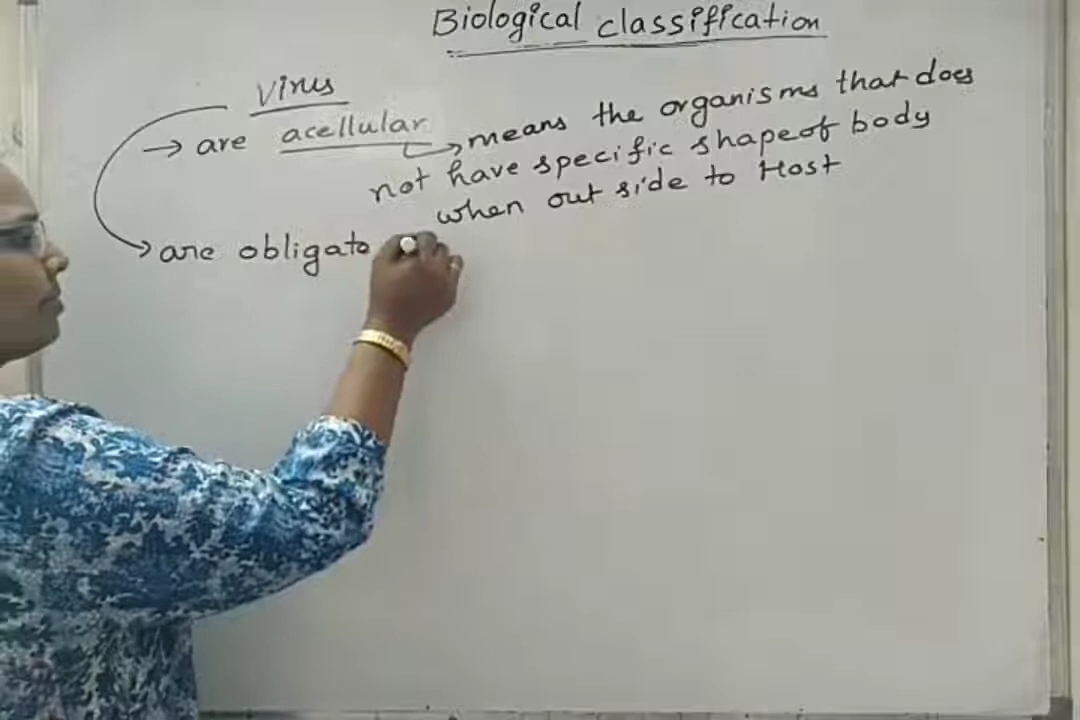 Biological classification
Virus
→ are acellular
→ means the organisms that does
not have specific shape of body
when out side to Host
→ are obligate